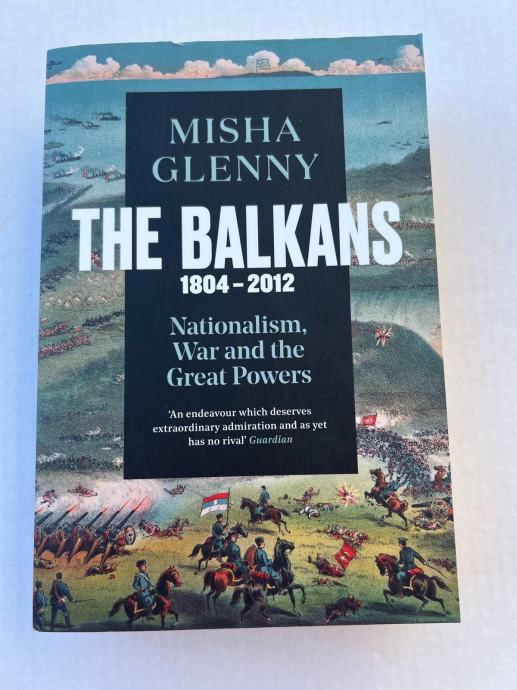 MISHA
GLENNY
THE BALKANS
1804–2012
Nationalism,
War and the
Great Powers
‘An endeavour which deserves
extraordinary admiration and as yet
has no rival’ Guardian